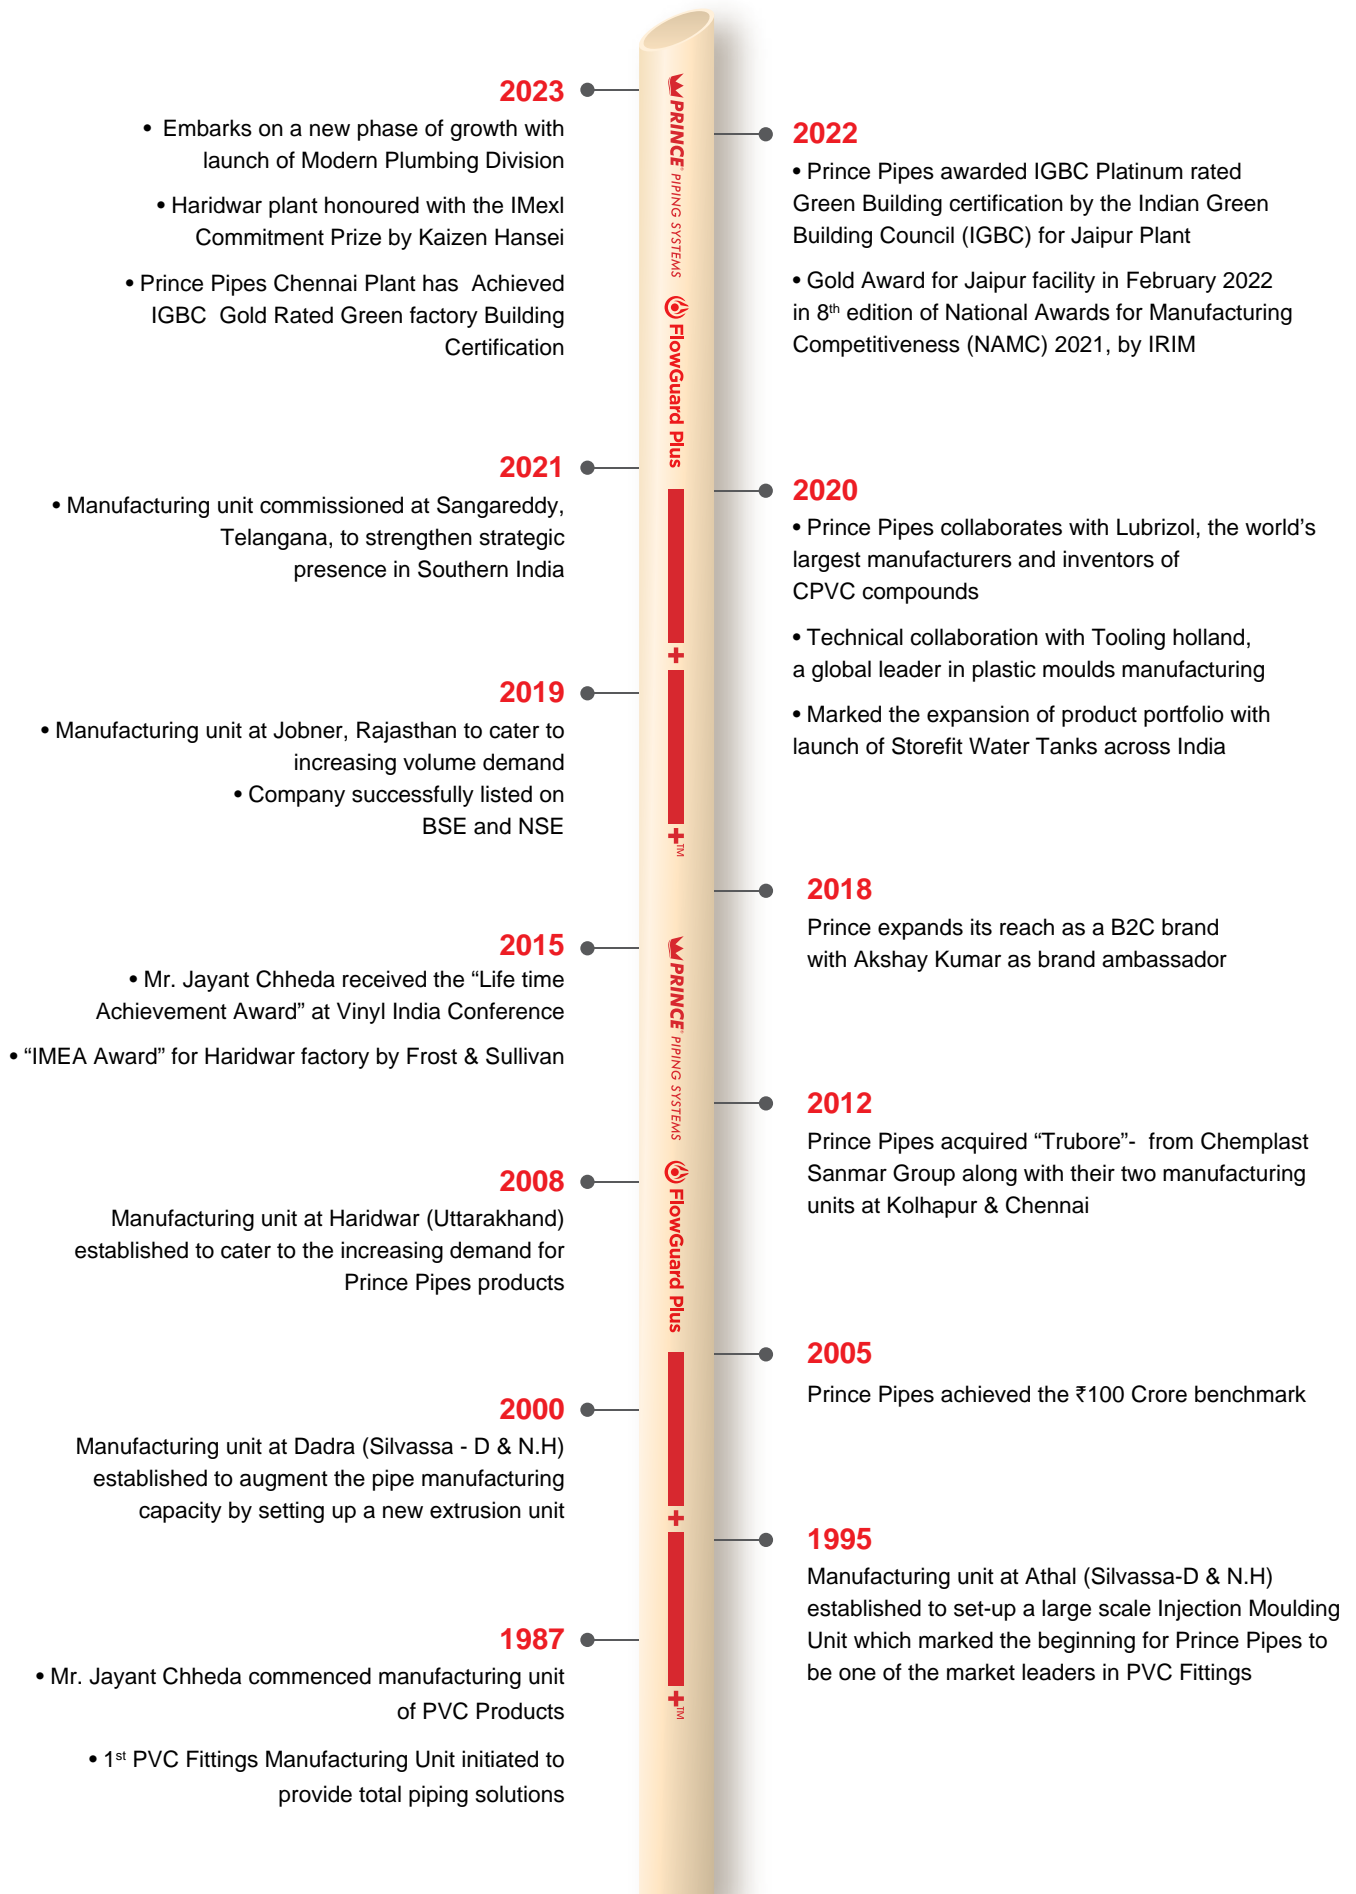 2023
• Embarks on a new phase of growth with
launch of Modern Plumbing Division
• Haridwar plant honoured with the IMexl
Commitment Prize by Kaizen Hansei
• Prince Pipes Chennai Plant has Achieved
IGBC Gold Rated Green factory Building
Certification
2022
• Prince Pipes awarded IGBC Platinum rated
Green Building certification by the Indian Green
Building Council (IGBC) for Jaipur Plant
• Gold Award for Jaipur facility in February 2022
in 8th edition of National Awards for Manufacturing
Competitiveness (NAMC) 2021, by IRIM
2021
• Manufacturing unit commissioned at Sangareddy,
Telangana, to strengthen strategic
presence in Southern India
2020
• Prince Pipes collaborates with Lubrizol, the world’s
largest manufacturers and inventors of
CPVC compounds
• Technical collaboration with Tooling holland,
a global leader in plastic moulds manufacturing
• Marked the expansion of product portfolio with
launch of Storefit Water Tanks across India
2019
• Manufacturing unit at Jobner, Rajasthan to cater to
increasing volume demand
• Company successfully listed on
BSE and NSE
2018
Prince expands its reach as a B2C brand
with Akshay Kumar as brand ambassador
2015
• Mr. Jayant Chheda received the “Life time
Achievement Award” at Vinyl India Conference
• “IMEA Award” for Haridwar factory by Frost & Sullivan
2012
Prince Pipes acquired “Trubore”- from Chemplast
Sanmar Group along with their two manufacturing
units at Kolhapur & Chennai
2008
Manufacturing unit at Haridwar (Uttarakhand)
established to cater to the increasing demand for
Prince Pipes products
2005
Prince Pipes achieved the ₹100 Crore benchmark
2000
Manufacturing unit at Dadra (Silvassa - D & N.H)
established to augment the pipe manufacturing
capacity by setting up a new extrusion unit
1995
Manufacturing unit at Athal (Silvassa-D & N.H)
established to set-up a large scale Injection Moulding
Unit which marked the beginning for Prince Pipes to
be one of the market leaders in PVC Fittings
1987
• Mr. Jayant Chheda commenced manufacturing unit
of PVC Products
• 1st PVC Fittings Manufacturing Unit initiated to
provide total piping solutions
PRINCE PIPING SYSTEMS FlowGuard Plus ™
PRINCE PIPING SYSTEMS FlowGuard Plus ™